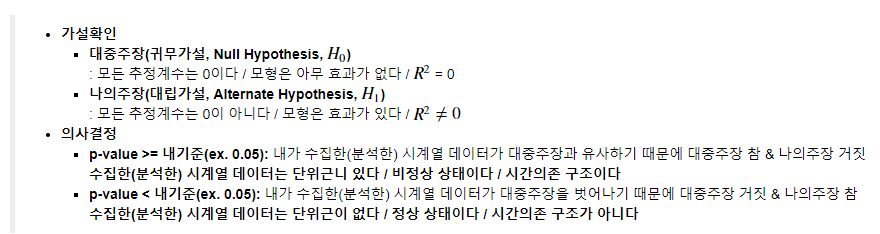 가설확인
대중주장(귀무가설, Null Hypothesis, H₀)
: 모든 추정계수는 0이다 / 모형은 아무 효과가 없다 / R² = 0
나의주장(대립가설, Alternate Hypothesis, H₁)
: 모든 추정계수는 0이 아니다 / 모형은 효과가 있다 / R² ≠ 0
의사결정
p-value >= 내기준(ex. 0.05): 내가 수집한(분석한) 시계열 데이터가 대중주장과 유사하기 때문에 대중주장 참 & 나의주장 거짓
수집한(분석한) 시계열 데이터는 단위근니 있다 / 비정상 상태이다 / 시간의존 구조이다
p-value < 내기준(ex. 0.05): 내가 수집한(분석한) 시계열 데이터가 대중주장을 벗어나기 때문에 대중주장 거짓 & 나의주장 참
수집한(분석한) 시계열 데이터는 단위근이 없다 / 정상 상태이다 / 시간의존 구조가 아니다